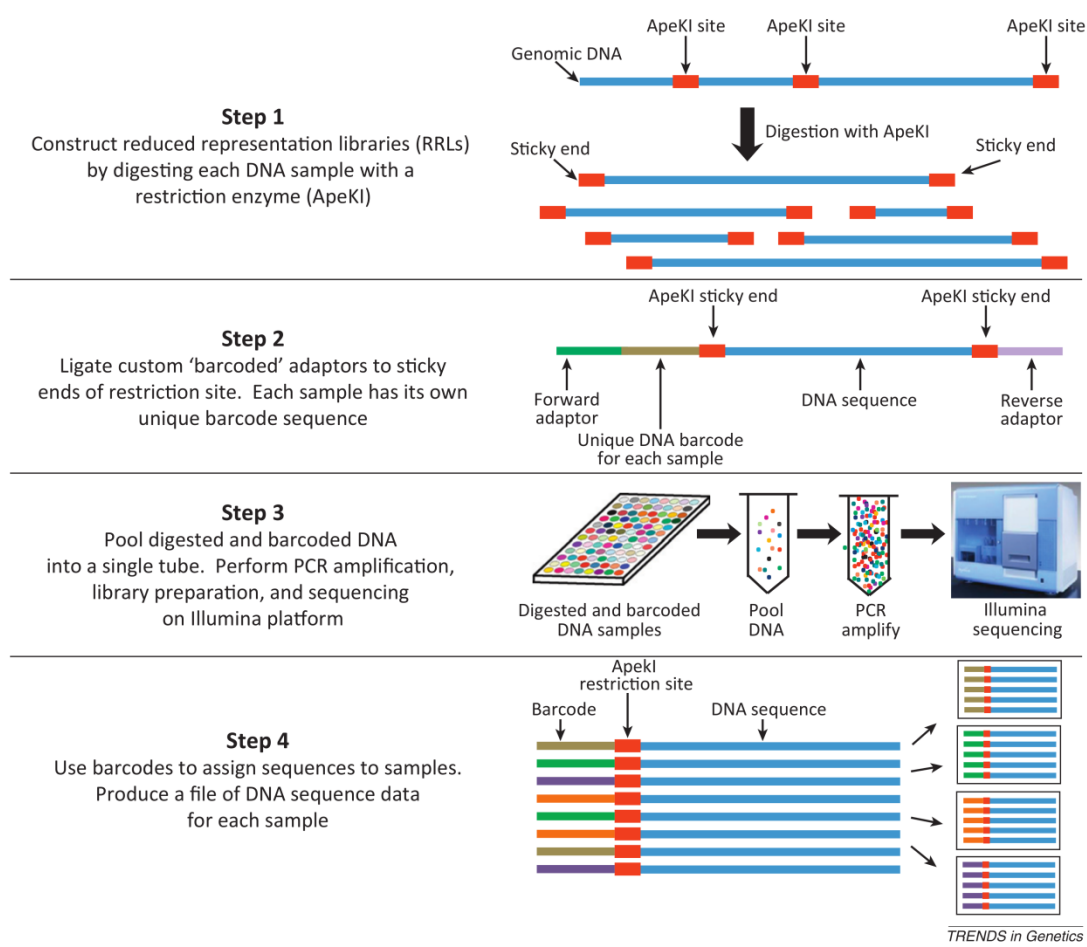 ApeKI site
ApeKI site
ApeKI site
Genomic DNA
Step 1
Construct reduced representation libraries (RRLs)
by digesting each DNA sample with a
restriction enzyme (ApeKI)
Digestion with ApeKI
Sticky end
Sticky end
ApeKI sticky end
ApeKI sticky end
Step 2
Ligate custom ‘barcoded’ adaptors to sticky
ends of restriction site. Each sample has its own
unique barcode sequence
Forward
adaptor
DNA sequence
Reverse
adaptor
Unique DNA barcode
for each sample
Step 3
Pool digested and barcoded DNA
into a single tube. Perform PCR amplification,
library preparation, and sequencing
on Illumina platform
Digested and barcoded
DNA samples
Pool
DNA
PCR
amplify
Illumina
sequencing
ApekI
restriction site
Barcode
DNA sequence
Step 4
Use barcodes to assign sequences to samples.
Produce a file of DNA sequence data
for each sample
TRENDS in Genetics